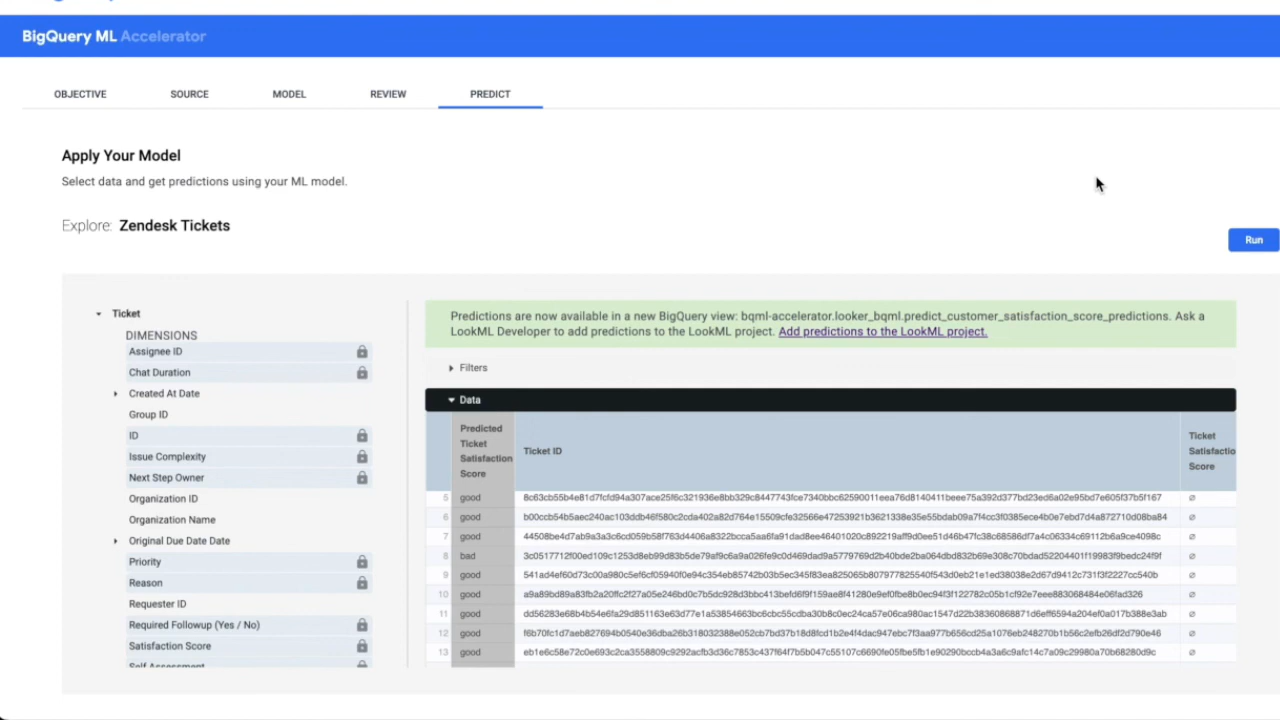 BigQuery ML Accelerator
OBJECTIVE SOURCE MODEL REVIEW PREDICT
Apply Your Model
Select data and get predictions using your ML model.
Explore: Zendesk Tickets
Run
Ticket
DIMENSIONS
Assignee ID
Chat Duration
Created At Date
Group ID
ID
Issue Complexity
Next Step Owner
Organization ID
Organization Name
Original Due Date Date
Priority
Reason
Requester ID
Required Followup (Yes / No)
Satisfaction Score
Self Assessment
Predictions are now available in a new BigQuery view: bqml-accelerator.looker_bqml.predict_customer_satisfaction_score_predictions. Ask a
LookML Developer to add predictions to the LookML project. Add predictions to the LookML project.
Filters
Data
Predicted
Ticket
Satisfaction
Score
Ticket ID
Ticket
Satisfactio
Score
5 good
6 good
7 good
8 bad
9 good
10 good
11 good
12 good
13 good